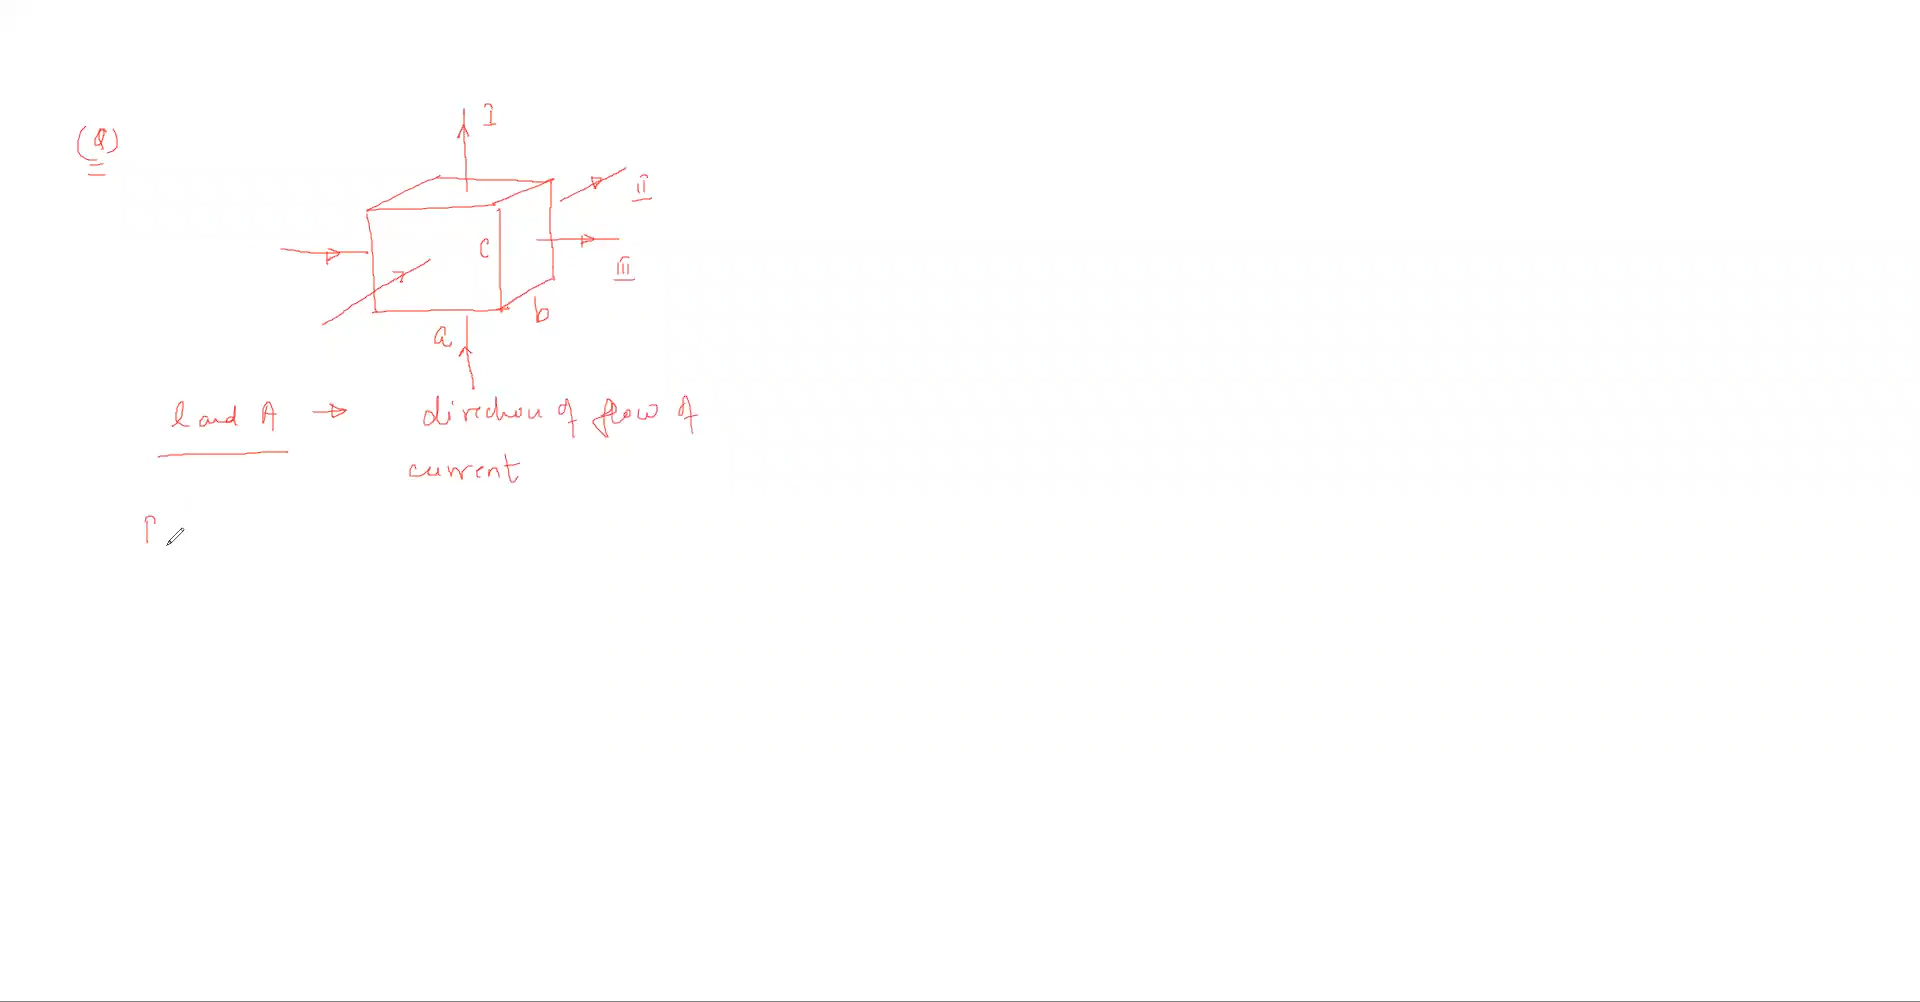 (Q)
I
II
C
III
b
a
l and A → direction of flow of
current